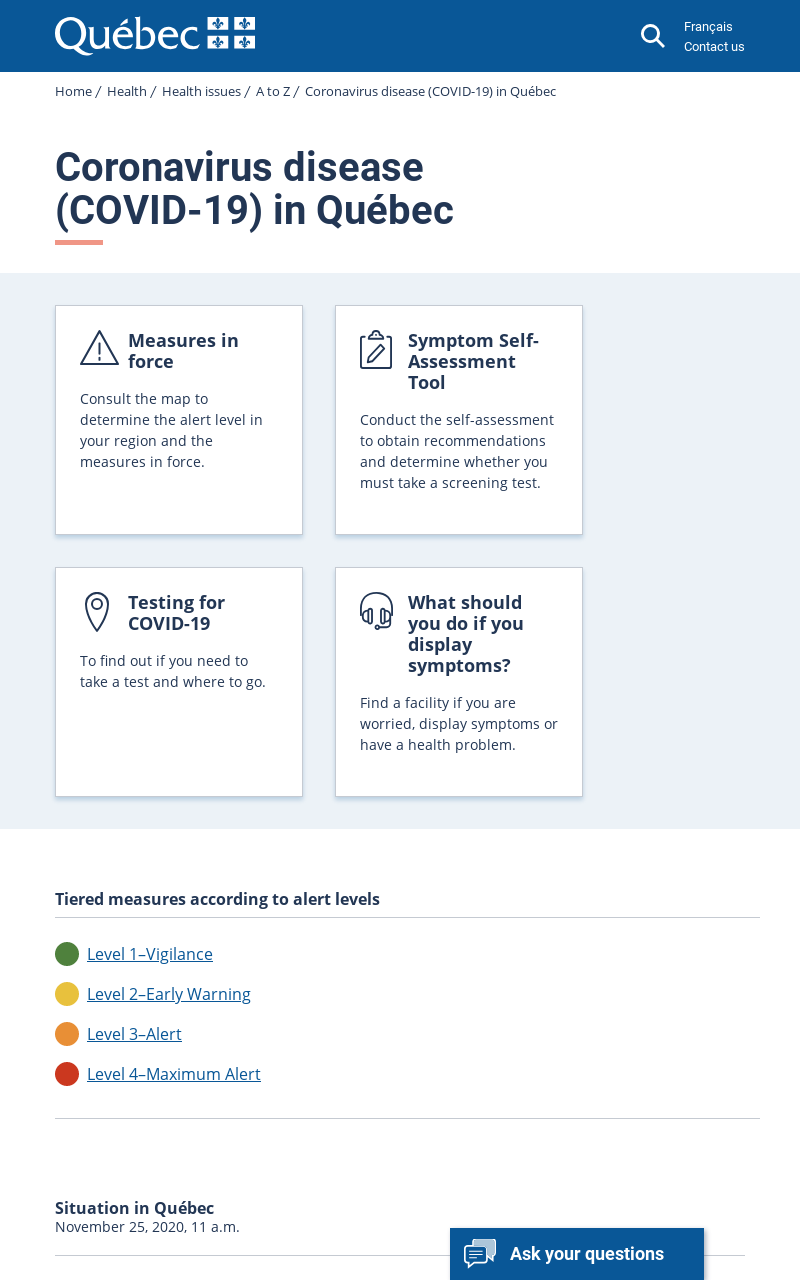 Québec
Français
Contact us
Home / Health / Health issues / A to Z / Coronavirus disease (COVID-19) in Québec
Coronavirus disease
(COVID-19) in Québec
Measures in
force
Consult the map to
determine the alert level in
your region and the
measures in force.
Symptom Self-
Assessment
Tool
Conduct the self-assessment
to obtain recommendations
and determine whether you
must take a screening test.
Testing for
COVID-19
To find out if you need to
take a test and where to go.
What should
you do if you
display
symptoms?
Find a facility if you are
worried, display symptoms or
have a health problem.
Tiered measures according to alert levels
Level 1–Vigilance
Level 2–Early Warning
Level 3–Alert
Level 4–Maximum Alert
Situation in Québec
November 25, 2020, 11 a.m.
Ask your questions